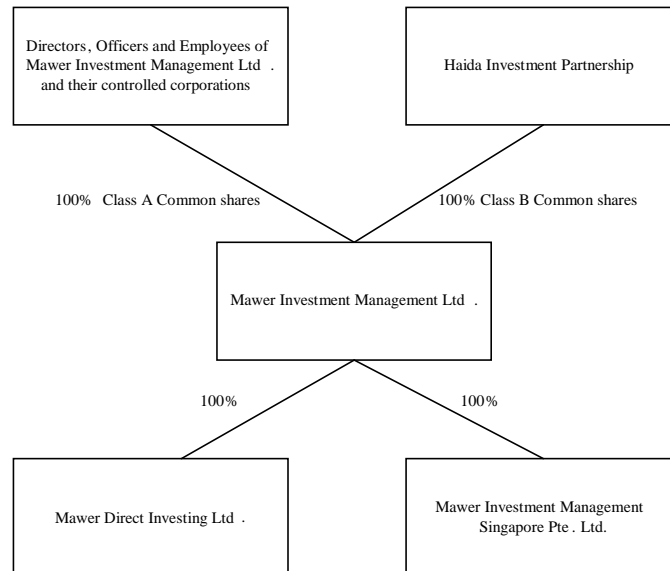 Directors, Officers and Employees of
Mawer Investment Management Ltd .
and their controlled corporations
Haida Investment Partnership
100% Class A Common shares
100% Class B Common shares
Mawer Investment Management Ltd .
100%
100%
Mawer Direct Investing Ltd .
Mawer Investment Management
Singapore Pte . Ltd.